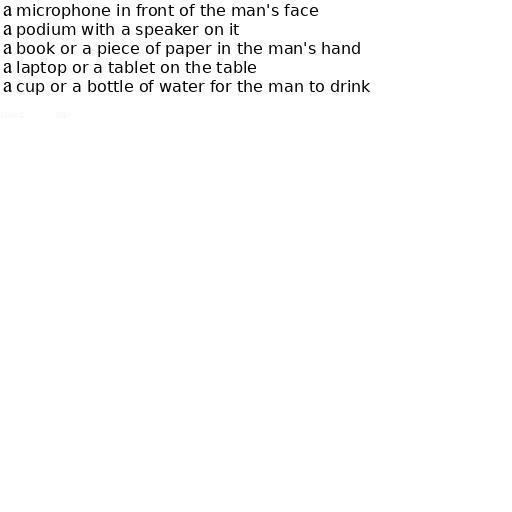 a microphone in front of the man's face
a podium with a speaker on it
a book or a piece of paper in the man's hand
a laptop or a tablet on the table
a cup or a bottle of water for the man to drink